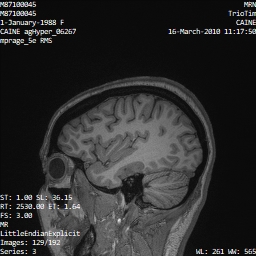 M87100045
MRN
M87100045
TrioTim
1-January-1988 F
CAINE
CAINE agHyper_06267
16-March-2010 11:17:50
mprage_5e RMS
ST: 1.00 SL: 36.15
RT: 2530.00 ET: 1.64
FS: 3.00
MR
LittleEndianExplicit
Images: 129/192
Series: 3
WL: 261 WW: 565